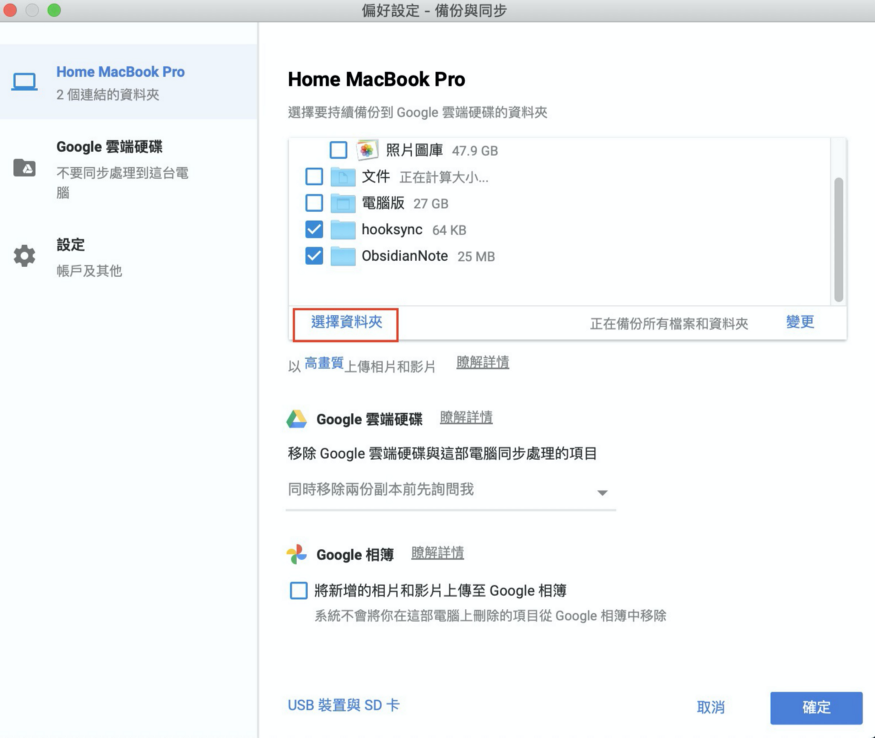 偏好設定 – 備份與同步
Home MacBook Pro
2 個連結的資料夾
Google 雲端硬碟
不要同步處理到這台電
腦
設定
帳戶及其他
Home MacBook Pro
選擇要持續備份到 Google 雲端硬碟的資料夾
照片圖庫 47.9 GB
文件 正在計算大小...
電腦版 27 GB
hooksync 64 KB
ObsidianNote 25 MB
選擇資料夾 正在備份所有檔案和資料夾 變更
以 高畫質 上傳相片和影片 瞭解詳情
Google 雲端硬碟 瞭解詳情
移除 Google 雲端硬碟與這部電腦同步處理的項目
同時移除兩份副本前先詢問我
Google 相簿 瞭解詳情
將新增的相片和影片上傳至 Google 相簿
系統不會將你在這部電腦上刪除的項目從 Google 相簿中移除
USB 裝置與 SD 卡 取消 確定